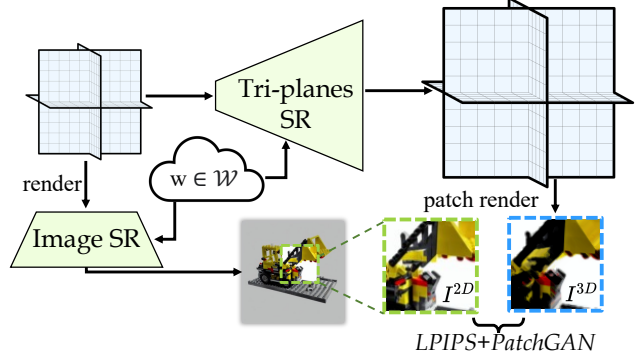 Tri-planes
SR
w ∈ 𝒲
render
patch render
Image SR
I^{2D}
I^{3D}
LPIPS+PatchGAN